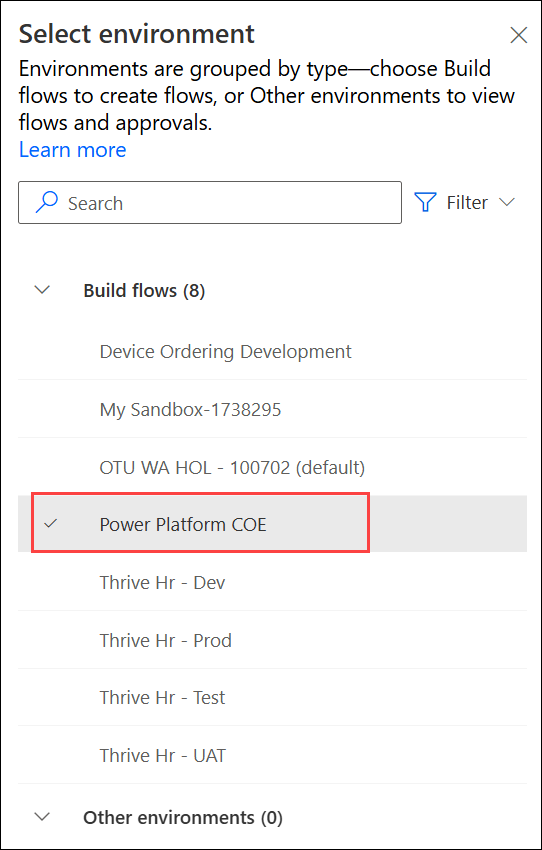 Select environment
Environments are grouped by type—choose Build
flows to create flows, or Other environments to view
flows and approvals.
Learn more
Search
Filter
Build flows (8)
Device Ordering Development
My Sandbox-1738295
OTU WA HOL - 100702 (default)
Power Platform COE
Thrive Hr - Dev
Thrive Hr - Prod
Thrive Hr - Test
Thrive Hr - UAT
Other environments (0)